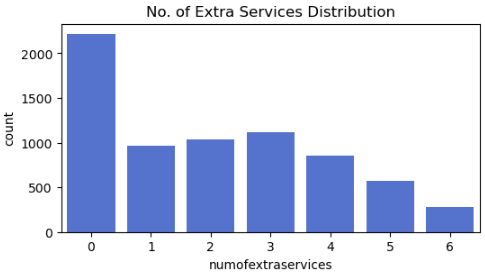 No. of Extra Services Distribution
2000
1500
1000
500
0
count
0 1 2 3 4 5 6
numofextraservices